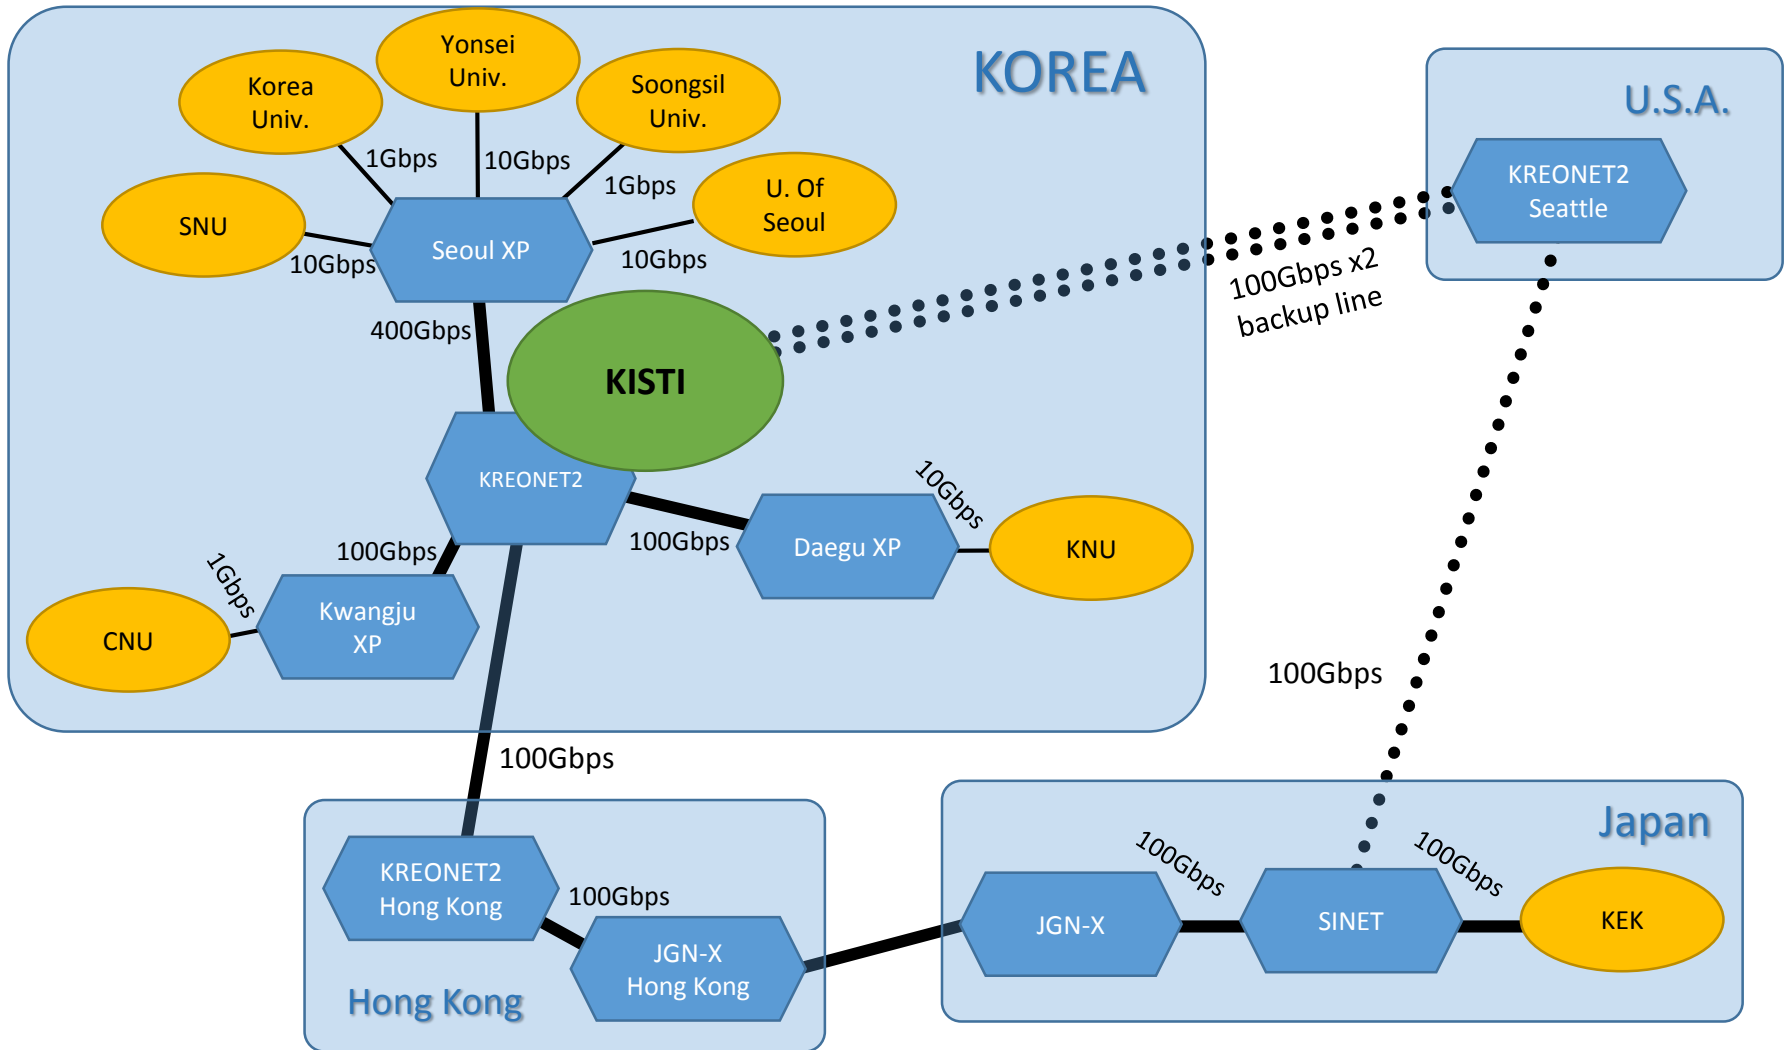 KOREA
Yonsei
Univ.
Korea
Univ.
Soongsil
Univ.
U.S.A.
1Gbps
10Gbps
1Gbps
U. Of
Seoul
KREONET2
Seattle
SNU
Seoul XP
10Gbps
10Gbps
100Gbps x2
backup line
400Gbps
KISTI
KREONET2
10Gbps
100Gbps
100Gbps
Daegu XP
KNU
1Gbps
Kwangju
XP
CNU
100Gbps
100Gbps
Japan
KREONET2
Hong Kong
100Gbps
100Gbps
100Gbps
JGN-X
SINET
KEK
JGN-X
Hong Kong
Hong Kong